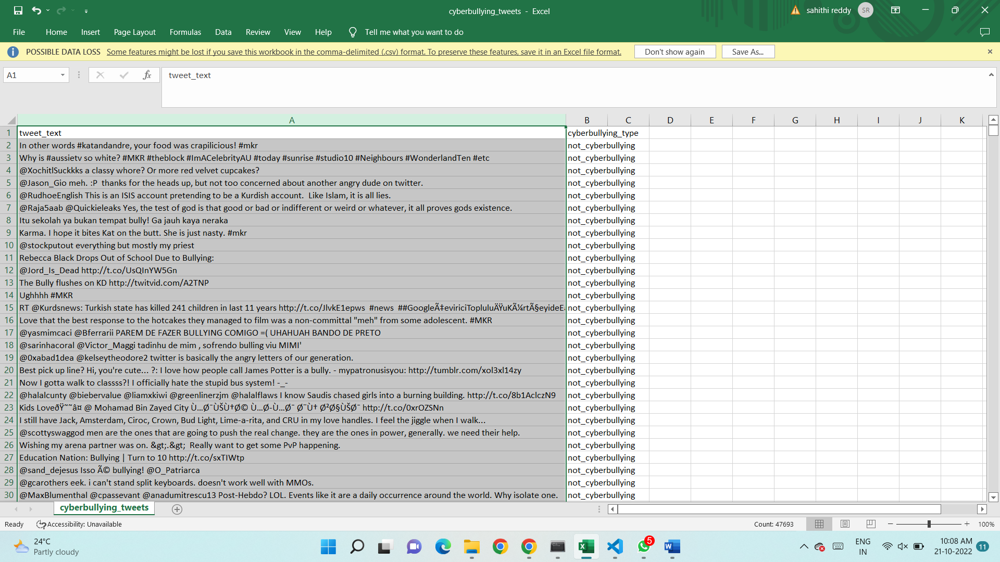 cyberbullying_tweets - Excel
sahithi reddy SR
File Home Insert Page Layout Formulas Data Review View Help Tell me what you want to do
POSSIBLE DATA LOSS Some features might be lost if you save this workbook in the comma-delimited (.csv) format. To preserve these features, save it in an Excel file format. Don't show again Save As...
A1 fx tweet_text
A B C D E F G H I J K
1 tweet_text cyberbullying_type
2 In other words #katandandre, your food was crapilicious! #mkr not_cyberbullying
3 Why is #aussietv so white? #MKR #theblock #ImACelebrityAU #today #sunrise #studio10 #Neighbours #WonderlandTen #etc not_cyberbullying
4 @XochitlSuckkks a classy whore? Or more red velvet cupcakes? not_cyberbullying
5 @Jason_Gio meh. :P  thanks for the heads up, but not too concerned about another angry dude on twitter. not_cyberbullying
6 @RudhoeEnglish This is an ISIS account pretending to be a Kurdish account.  Like Islam, it is all lies. not_cyberbullying
7 @Raja5aab @Quickieleaks Yes, the test of god is that good or bad or indifferent or weird or whatever, it all proves gods existence. not_cyberbullying
8 Itu sekolah ya bukan tempat bully! Ga jauh kaya neraka not_cyberbullying
9 Karma. I hope it bites Kat on the butt. She is just nasty. #mkr not_cyberbullying
10 @stockputout everything but mostly my priest not_cyberbullying
11 Rebecca Black Drops Out of School Due to Bullying: not_cyberbullying
12 @Jord_Is_Dead http://t.co/UsQInYW5Gn not_cyberbullying
13 The Bully flushes on KD http://twitvid.com/A2TNP not_cyberbullying
14 Ughhhh #MKR not_cyberbullying
15 RT @Kurdsnews: Turkish state has killed 241 children in last 11 years http://t.co/JlvkE1epws  #news  ##GoogleÃ‡eviriciTopluluÄŸuKÃ¼rtÃ§eyideE not_cyberbullying
16 Love that the best response to the hotcakes they managed to film was a non-committal "meh" from some adolescent. #MKR not_cyberbullying
17 @yasmimcaci @Bferrarii PAREM DE FAZER BULLYING COMIGO =( UHAHUAH BANDO DE PRETO not_cyberbullying
18 @sarinhacoral @Victor_Maggi tadinhu de mim , sofrendo bulling viu MIMI' not_cyberbullying
19 @0xabad1dea @kelseytheodore2 twitter is basically the angry letters of our generation. not_cyberbullying
20 Best pick up line? Hi, you're cute... ?: I love how people call James Potter is a bully. - mypatronusisyou: http://tumblr.com/xol3xl14zy not_cyberbullying
21 Now I gotta walk to classss?! I officially hate the stupid bus system! -_- not_cyberbullying
22 @halalcunty @biebervalue @liamxkiwi @greenlinerzjm @halalflaws I know Saudis chased girls into a burning building. http://t.co/8b1AclczN9 not_cyberbullying
23 Kids LoveðŸ˜˜â¤ @ Mohamad Bin Zayed City Ù…Ø¯ÙŠÙ†Ø© Ù…Ø-Ù…Ø¯ Ø¨Ù† Ø²Ø§ÙŠØ¯ http://t.co/0xrOZSNn not_cyberbullying
24 I still have Jack, Amsterdam, Ciroc, Crown, Bud Light, Lime-a-rita, and CRU in my love handles. I feel the jiggle when I walk... not_cyberbullying
25 @scottyswaggod men are the ones that are going to push the real change. they are the ones in power, generally. we need their help. not_cyberbullying
26 Wishing my arena partner was on. &gt;.&gt;  Really want to get some PvP happening. not_cyberbullying
27 Education Nation: Bullying | Turn to 10 http://t.co/sxTIWtp not_cyberbullying
28 @sand_dejesus Isso Ã© bullying! @O_Patriarca not_cyberbullying
29 @gcarothers eek. i can't stand split keyboards. doesn't work well with MMOs. not_cyberbullying
30 @MaxBlumenthal @cpassevant @anadumitrescu13 Post-Hebdo? LOL. Events like it are a daily occurrence around the world. Why isolate one. not_cyberbullying
cyberbullying_tweets
Ready Accessibility: Unavailable Count: 47693 100%
24°C
Partly cloudy
5
ENG
IN
10:08 AM
21-10-2022
11